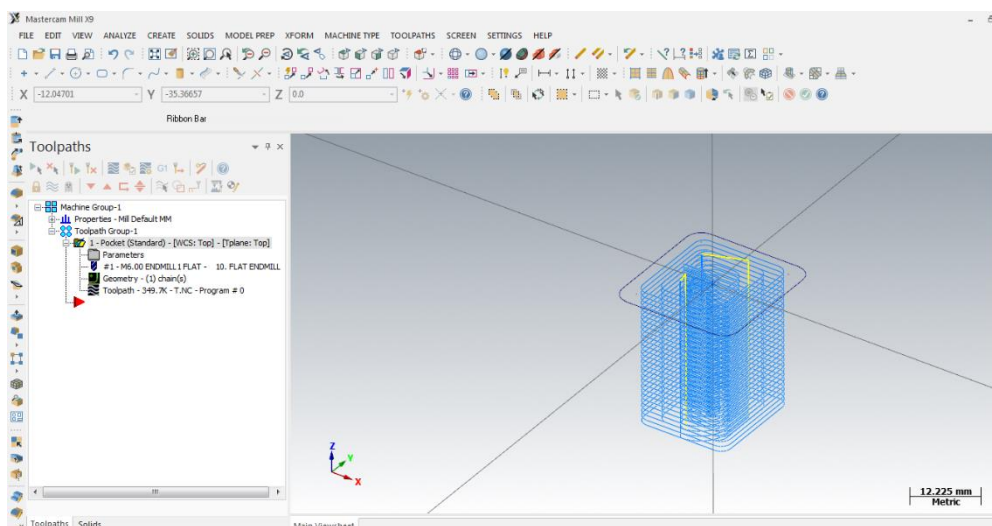 Mastercam Mill X9
FILE EDIT VIEW ANALYZE CREATE SOLIDS MODEL PREP XFORM MACHINE TYPE TOOLPATHS SCREEN SETTINGS HELP
X -12.04701 Y -35.36657 Z 0.0
Ribbon Bar
Toolpaths
G1
Machine Group-1
Properties - Mill Default MM
Toolpath Group-1
1 - Pocket (Standard) - [WCS: Top] - [Tplane: Top]
Parameters
#1 - M6.00 ENDMILL1 FLAT - 10. FLAT ENDMILL
Geometry - (1) chain(s)
Toolpath - 349.7K - T.NC - Program # 0
Z
Y
X
12.225 mm
Metric
Toolpaths Solids
Main Viewsheet